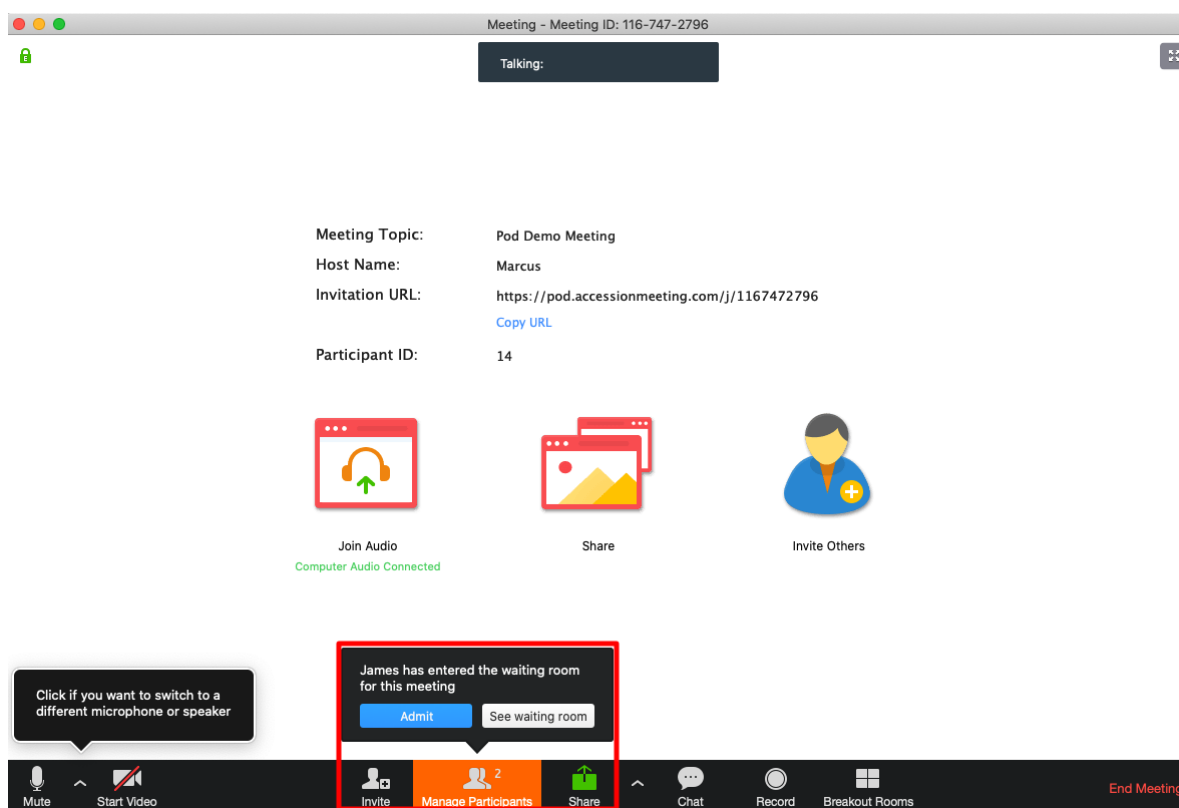 Meeting - Meeting ID: 116-747-2796
E
Talking:
Meeting Topic: Pod Demo Meeting
Host Name: Marcus
Invitation URL: https://pod.accessionmeeting.com/j/1167472796
Copy URL
Participant ID: 14
Join Audio Share Invite Others
Computer Audio Connected
James has entered the waiting room
for this meeting
Admit See waiting room
Click if you want to switch to a
different microphone or speaker
2
Mute Start Video Invite Manage Participants Share Chat Record Breakout Rooms End Meeting